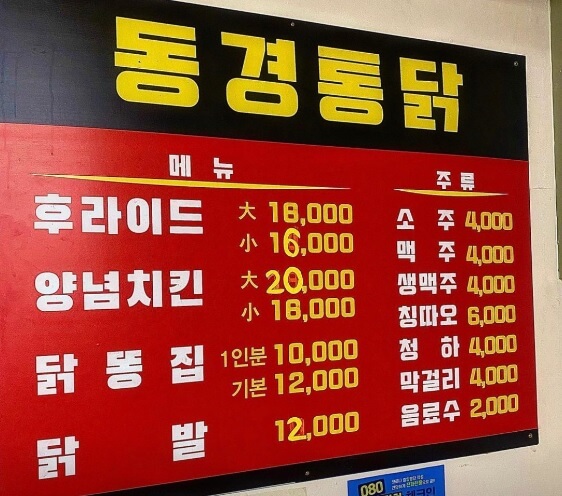 동경통닭
메뉴
후라이드 大 18,000
小 16,000
양념치킨 大 20,000
小 18,000
닭똥집 1인분 10,000
기본 12,000
닭발 12,000
주류
소주 4,000
맥주 4,000
생맥주 4,000
칭따오 6,000
청하 4,000
막걸리 4,000
음료수 2,000
080